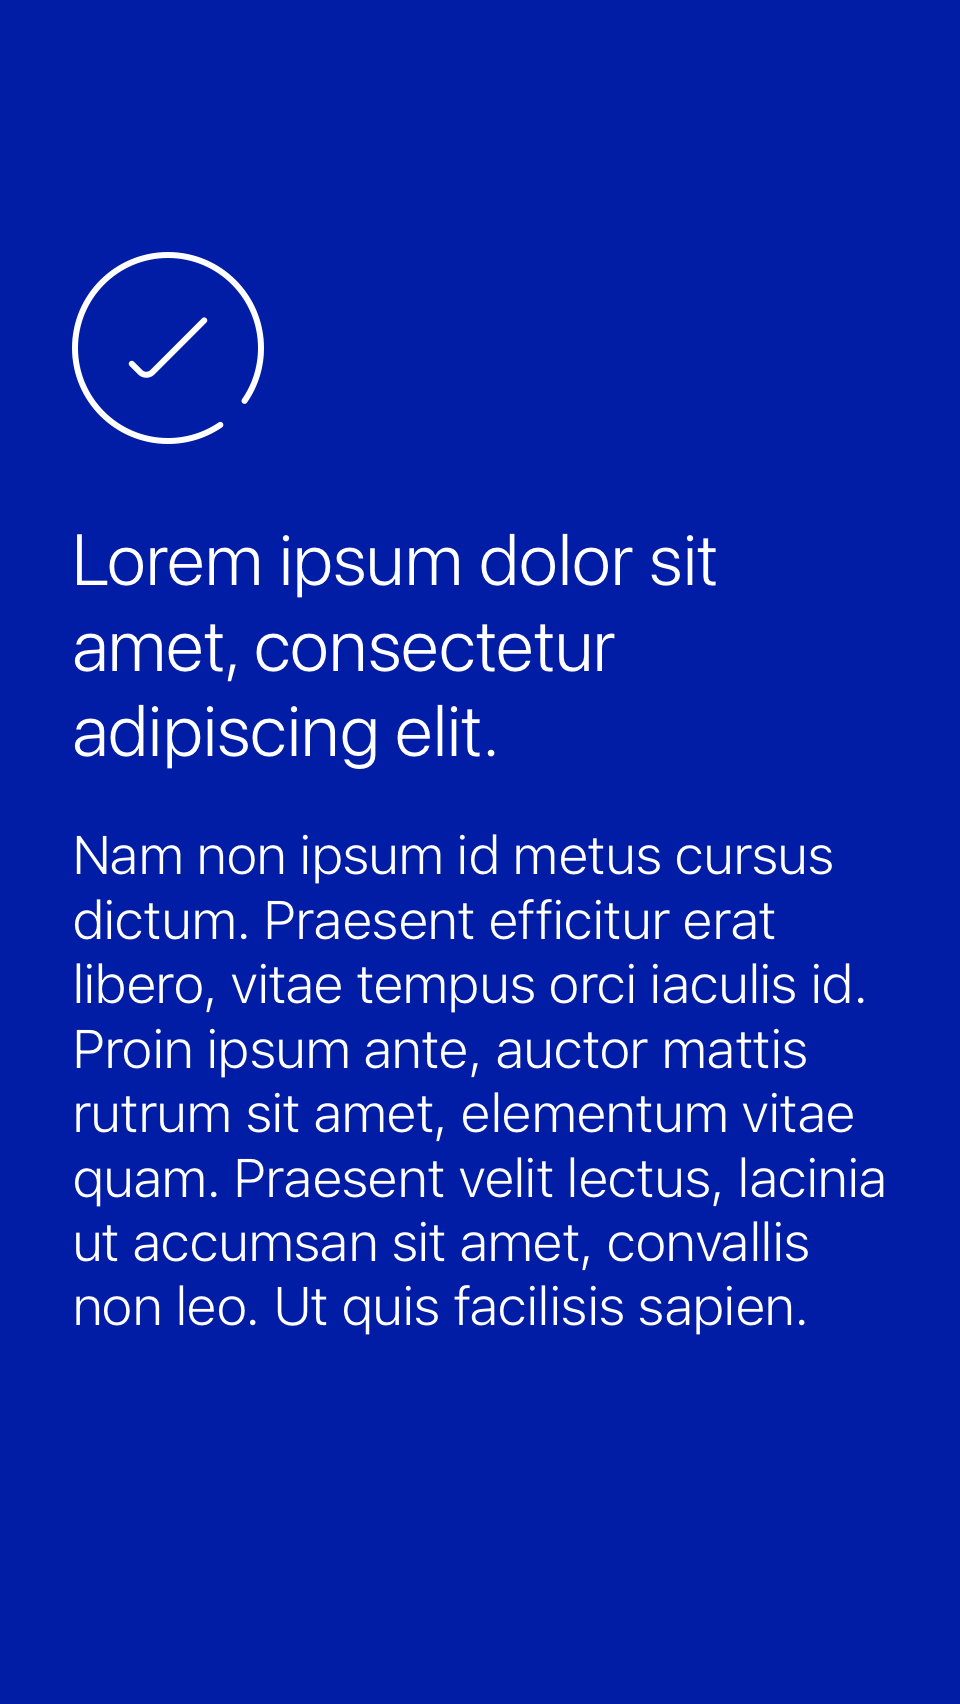 Lorem ipsum dolor sit
amet, consectetur
adipiscing elit.
Nam non ipsum id metus cursus
dictum. Praesent efficitur erat
libero, vitae tempus orci iaculis id.
Proin ipsum ante, auctor mattis
rutrum sit amet, elementum vitae
quam. Praesent velit lectus, lacinia
ut accumsan sit amet, convallis
non leo. Ut quis facilisis sapien.